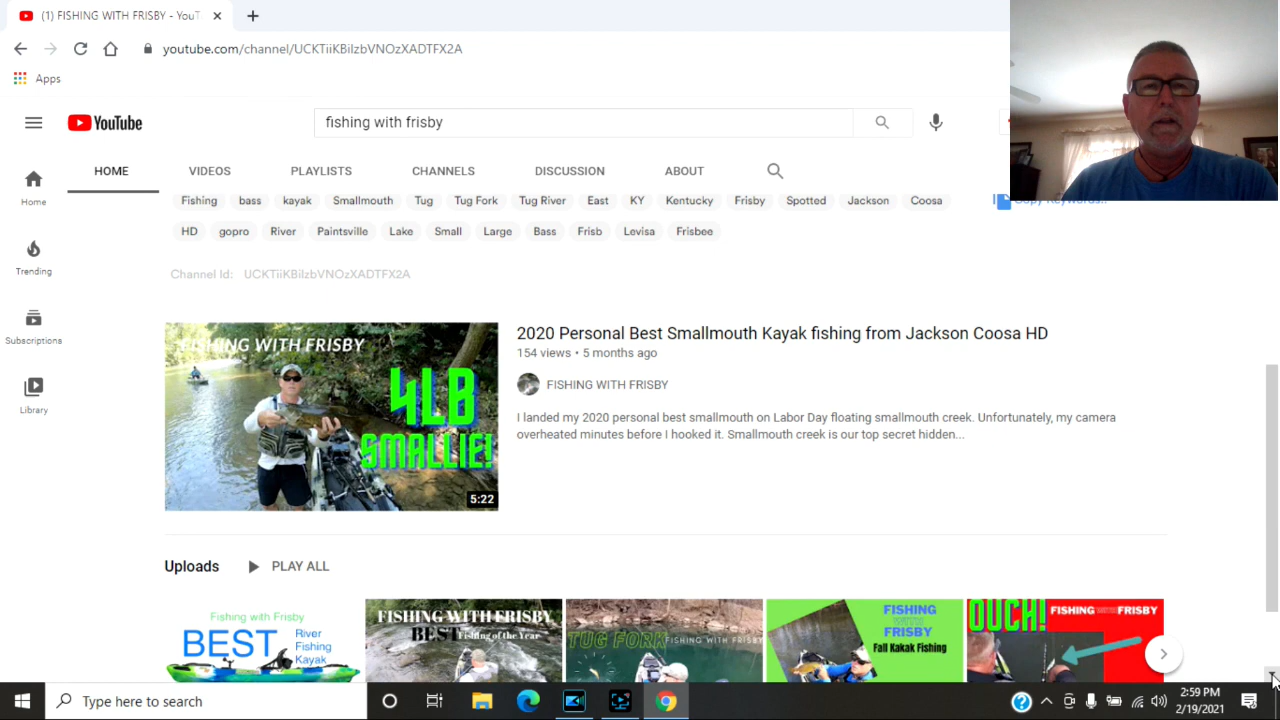 (1) FISHING WITH FRISBY - YouT
youtube.com/channel/UCKTiiKBilzbVNOzXADTFX2A
Apps
YouTube
fishing with frisby
Home
Trending
Subscriptions
Library
HOME VIDEOS PLAYLISTS CHANNELS DISCUSSION ABOUT
Fishing bass kayak Smallmouth Tug Tug Fork Tug River East KY Kentucky Frisby Spotted Jackson Coosa
Copy Keywords..
HD gopro River Paintsville Lake Small Large Bass Frisb Levisa Frisbee
Channel Id: UCKTiiKBilzbVNOzXADTFX2A
FISHING WITH FRISBY
4LB
SMALLIE!
5:22
2020 Personal Best Smallmouth Kayak fishing from Jackson Coosa HD
154 views • 5 months ago
FISHING WITH FRISBY
I landed my 2020 personal best smallmouth on Labor Day floating smallmouth creek. Unfortunately, my camera
overheated minutes before I hooked it. Smallmouth creek is our top secret hidden...
Uploads PLAY ALL
Fishing with Frisby
BEST
River
Fishing
Kayak
FISHING WITH FRISBY
BEST Fishing of the Year
TUG FORK FISHING WITH FRISBY
FISHING
WITH
FRISBY
Fall Kakak Fishing
OUCH! FISHING WITH FRISBY
Type here to search
2:59 PM
2/19/2021